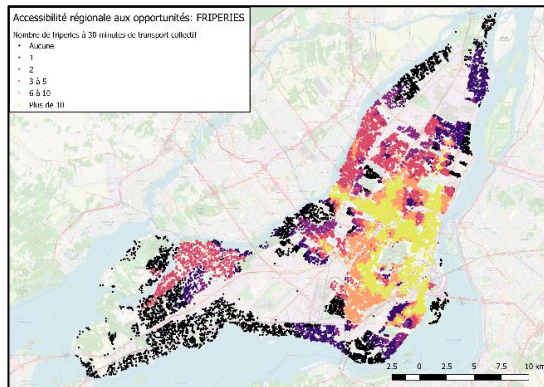 Accessibilité régionale aux opportunités: FRIPERIES
Nombre de friperies à 30 minutes de transport collectif
Aucune
1
2
3 à 5
6 à 10
Plus de 10
2.5 0 2.5 5 7.5 10 km